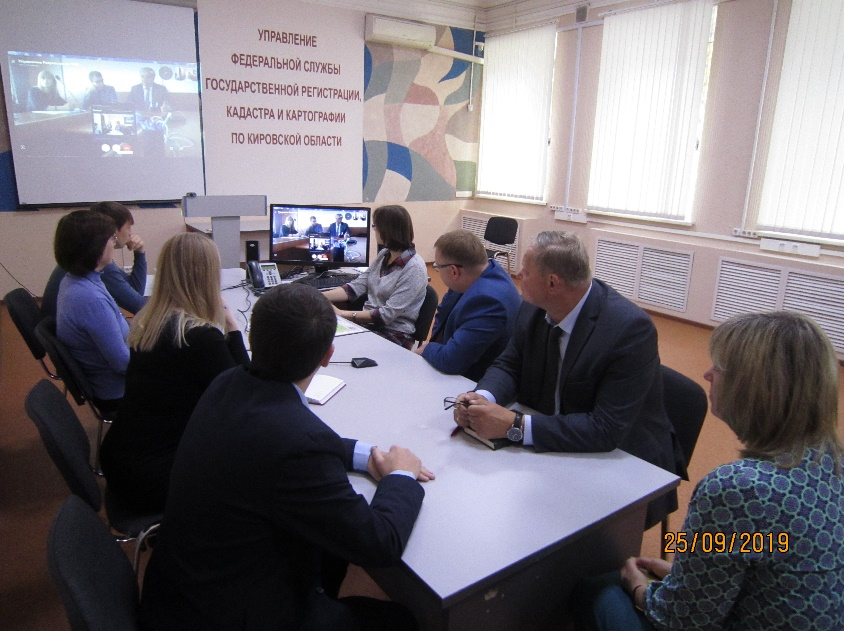 УПРАВЛЕНИЕ
ФЕДЕРАЛЬНОЙ СЛУЖБЫ
ГОСУДАРСТВЕННОЙ РЕГИСТРАЦИИ,
КАДАСТРА И КАРТОГРАФИИ
ПО КИРОВСКОЙ ОБЛАСТИ
25/09/2019